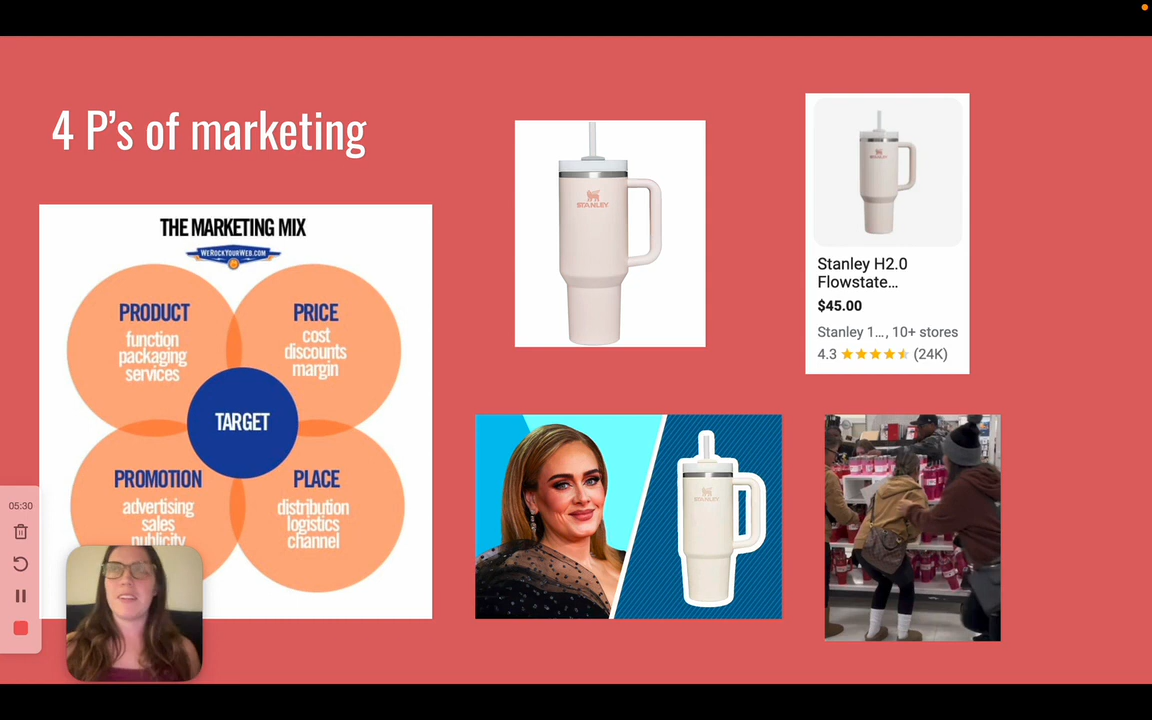 4 P's of marketing
THE MARKETING MIX
WEROCKYOURWEB.COM
PRODUCT
function
packaging
services
PRICE
cost
discounts
margin
TARGET
PROMOTION
advertising
sales
publicity
PLACE
distribution
logistics
channel
STANLEY
STANLEY
Stanley H2.0
Flowstate...
$45.00
Stanley 1..., 10+ stores
4.3 ★★★★★ (24K)
STANLEY
05:30